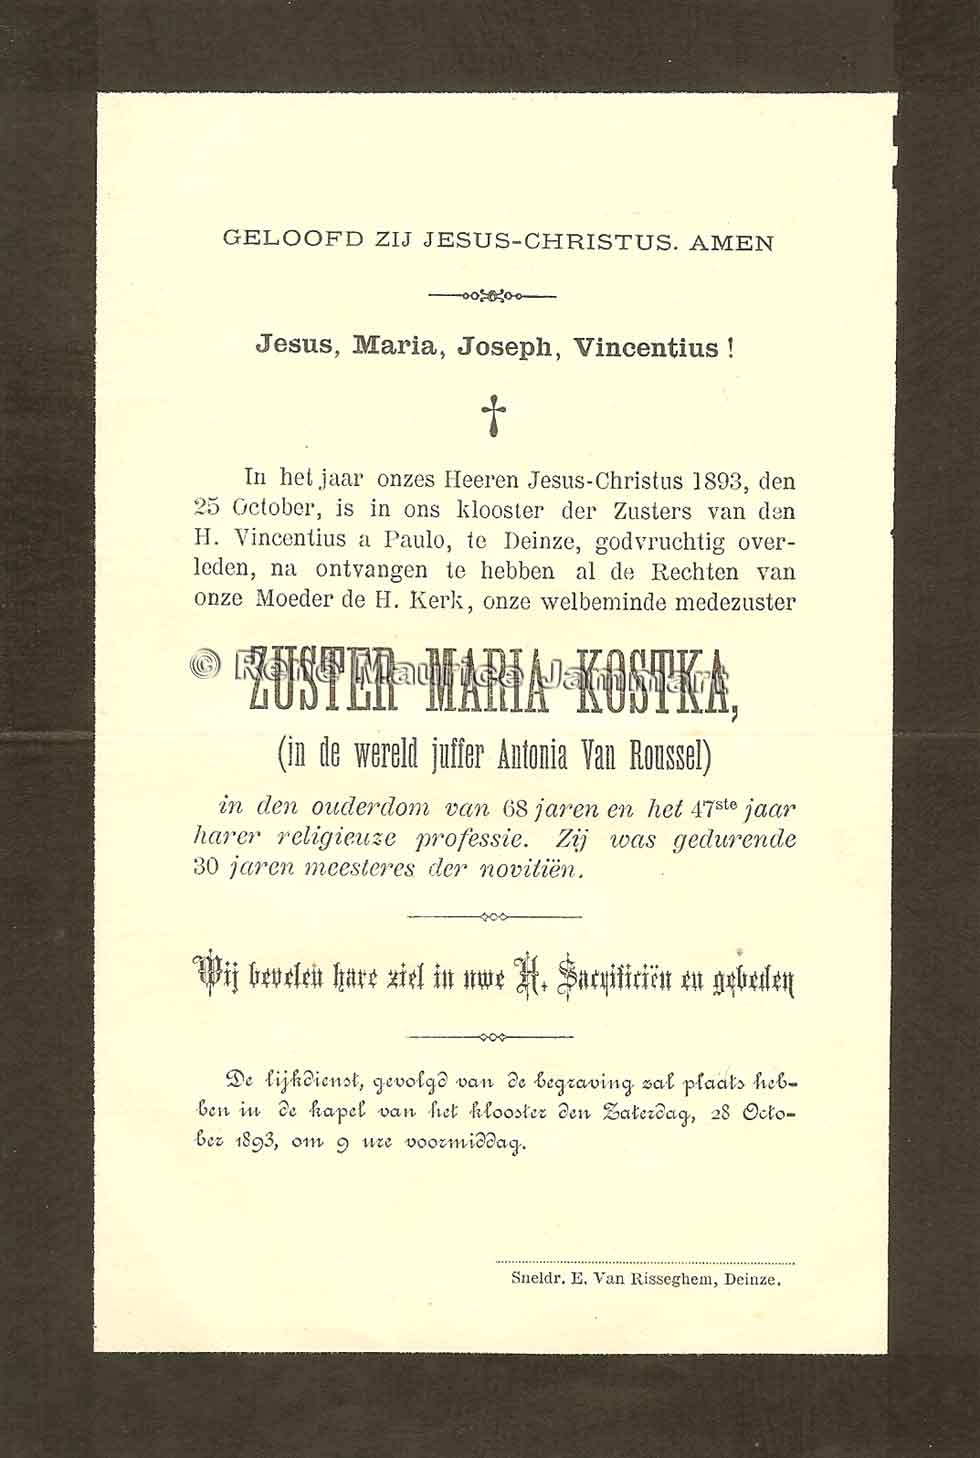 GELOOFD ZIJ JESUS-CHRISTUS. AMEN
Jesus, Maria, Joseph, Vincentius !
In het jaar onzes Heeren Jesus-Christus 1893, den
25 October, is in ons klooster der Zusters van den
H. Vincentius a Paulo, te Deinze, godvruchtig over-
leden, na ontvangen te hebben al de Rechten van
onze Moeder de H. Kerk, onze welbeminde medezuster
ZUSTER MARIA KOSTKA,
© René Maurice Jammart
(in de wereld juffer Antonia Van Roussel)
in den ouderdom van 68 jaren en het 47ste jaar
harer religieuze professie. Zij was gedurende
30 jaren meesteres der novitiën.
Wij bevelen hare ziel in uwe H. Sacrificiën en gebeden
De lijkdienst, gevolgd van de begraving zal plaats heb-
ben in de kapel van het klooster den Zaterdag, 28 Octo-
ber 1893, om 9 ure voormiddag.
Sneldr. E. Van Risseghem, Deinze.